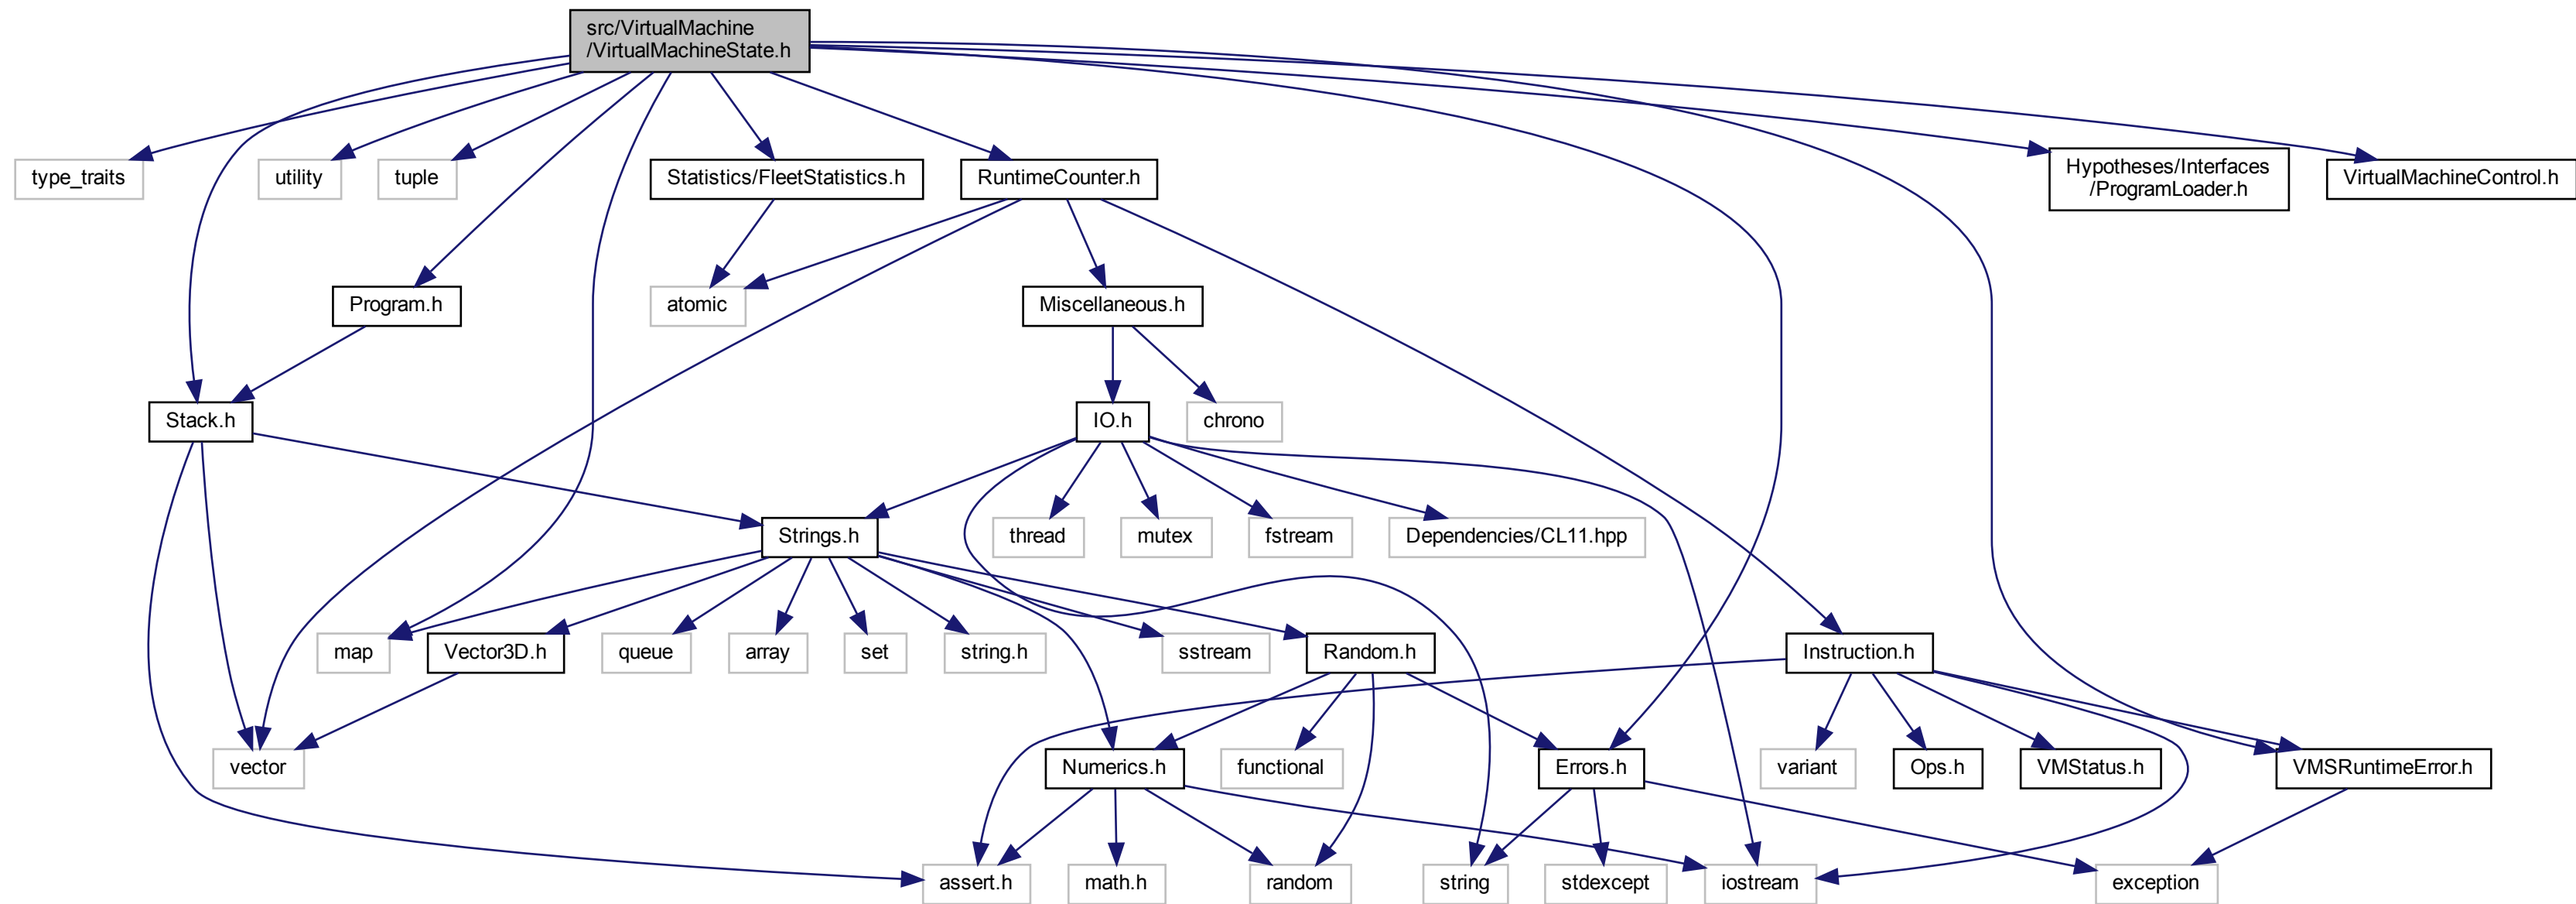 src/VirtualMachine
/VirtualMachineState.h
type_traits
utility
tuple
Statistics/FleetStatistics.h
RuntimeCounter.h
Hypotheses/Interfaces
/ProgramLoader.h
VirtualMachineControl.h
Program.h
atomic
Miscellaneous.h
Stack.h
IO.h
chrono
Strings.h
thread
mutex
fstream
Dependencies/CL11.hpp
map
Vector3D.h
queue
array
set
string.h
sstream
Random.h
Instruction.h
vector
Numerics.h
functional
Errors.h
variant
Ops.h
VMStatus.h
VMSRuntimeError.h
assert.h
math.h
random
string
stdexcept
iostream
exception